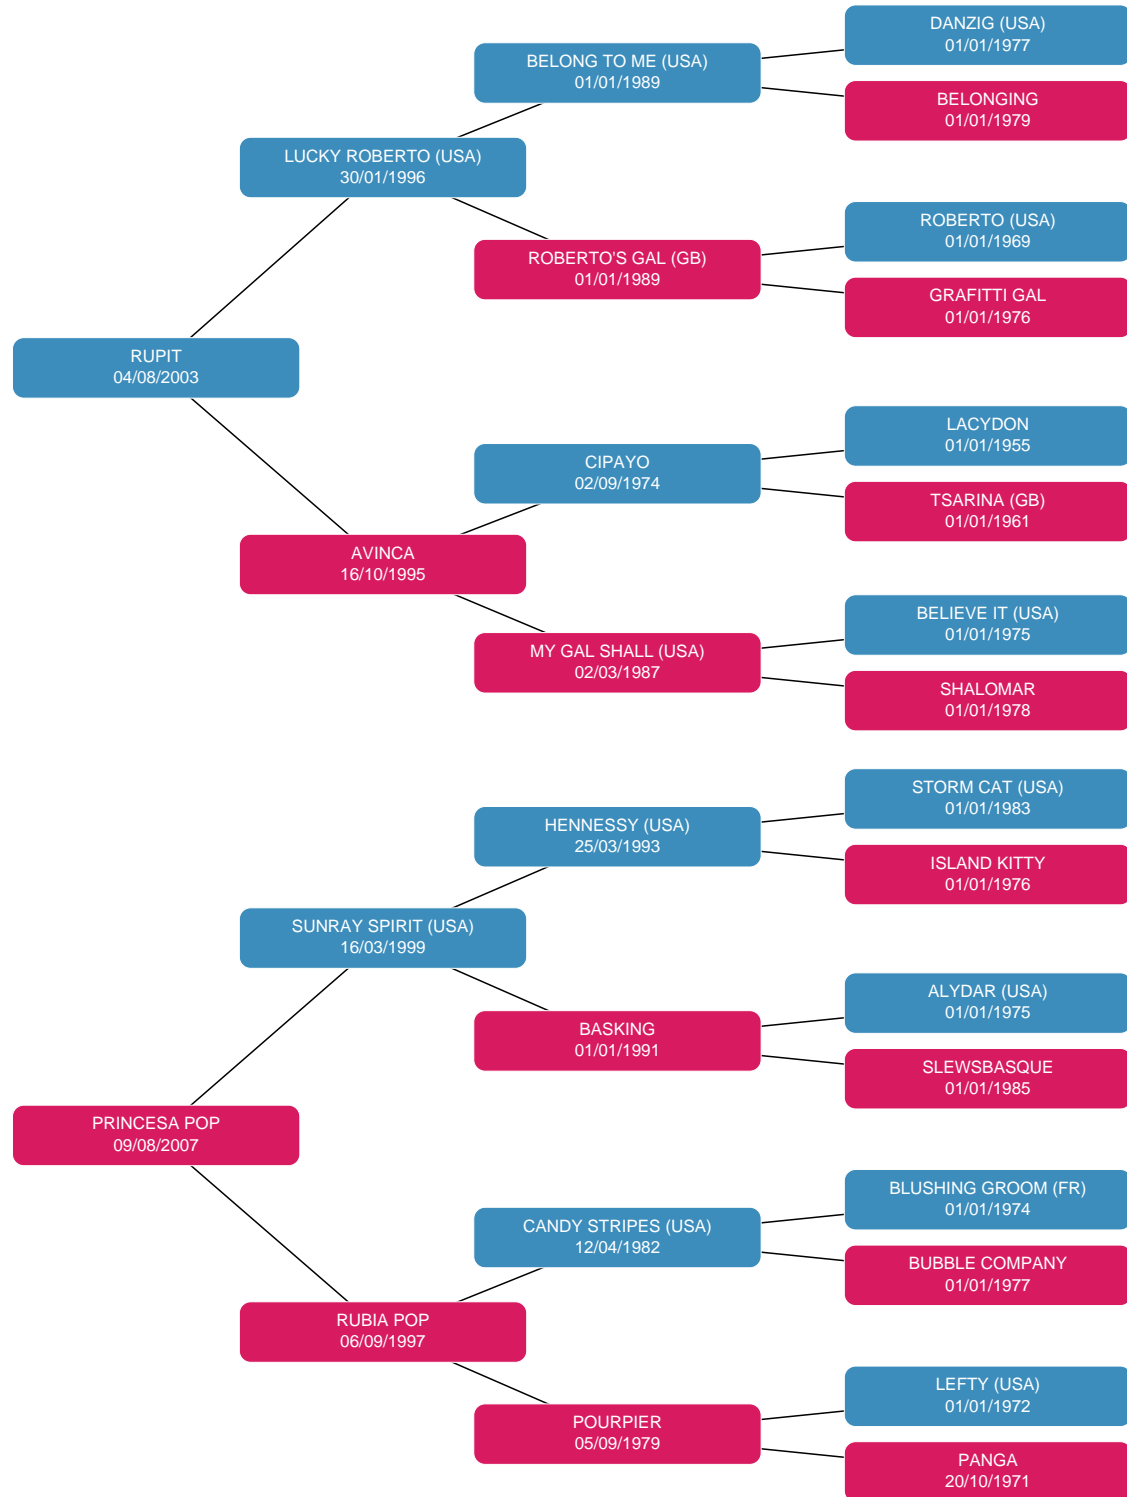 DANZIG (USA)
01/01/1977
BELONG TO ME (USA)
01/01/1989
BELONGING
01/01/1979
LUCKY ROBERTO (USA)
30/01/1996
ROBERTO (USA)
01/01/1969
ROBERTO'S GAL (GB)
01/01/1989
GRAFITTI GAL
01/01/1976
RUPIT
04/08/2003
LACYDON
01/01/1955
CIPAYO
02/09/1974
TSARINA (GB)
01/01/1961
AVINCA
16/10/1995
BELIEVE IT (USA)
01/01/1975
MY GAL SHALL (USA)
02/03/1987
SHALOMAR
01/01/1978
STORM CAT (USA)
01/01/1983
HENNESSY (USA)
25/03/1993
ISLAND KITTY
01/01/1976
SUNRAY SPIRIT (USA)
16/03/1999
ALYDAR (USA)
01/01/1975
BASKING
01/01/1991
SLEWSBASQUE
01/01/1985
PRINCESA POP
09/08/2007
BLUSHING GROOM (FR)
01/01/1974
CANDY STRIPES (USA)
12/04/1982
BUBBLE COMPANY
01/01/1977
RUBIA POP
06/09/1997
LEFTY (USA)
01/01/1972
POURPIER
05/09/1979
PANGA
20/10/1971